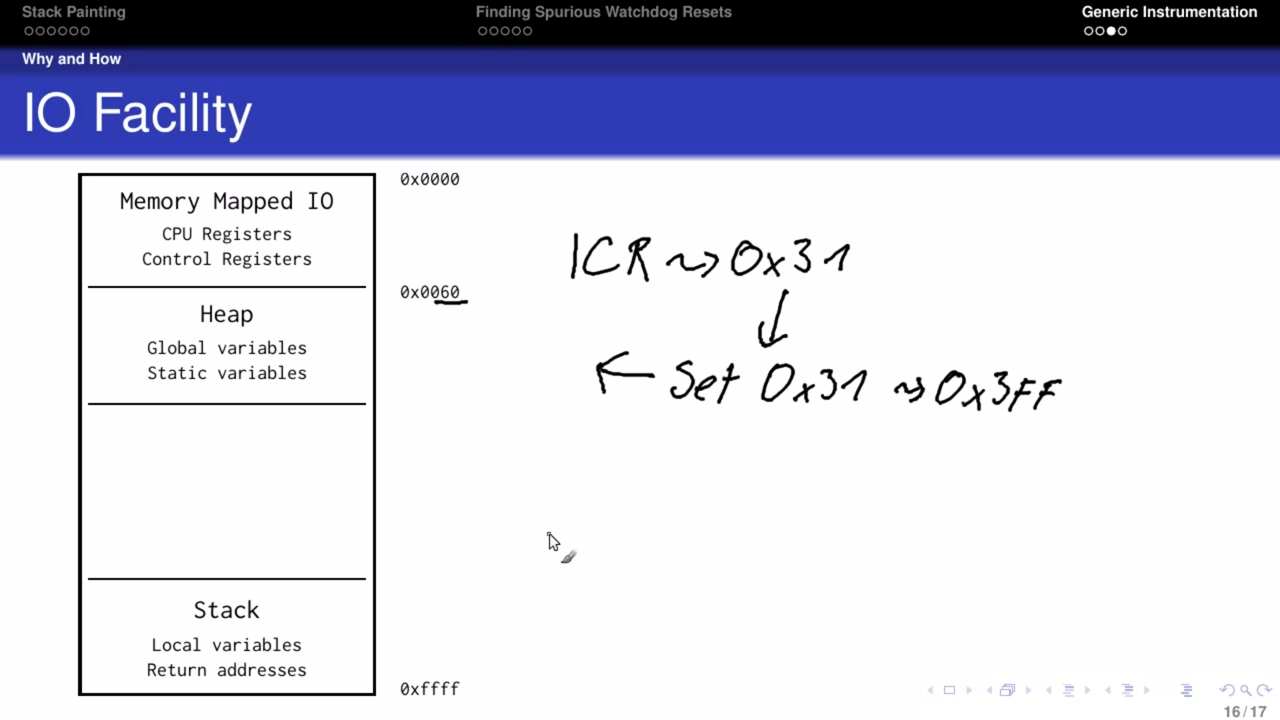 Stack Painting
Finding Spurious Watchdog Resets
Generic Instrumentation
Why and How
IO Facility
Memory Mapped IO
CPU Registers
Control Registers
0x0000
0x0060
Heap
Global variables
Static variables
Stack
Local variables
Return addresses
0xffff
ICR ⇝ 0x31
↓
← Set 0x31 ⇝ 0x3FF
16/17